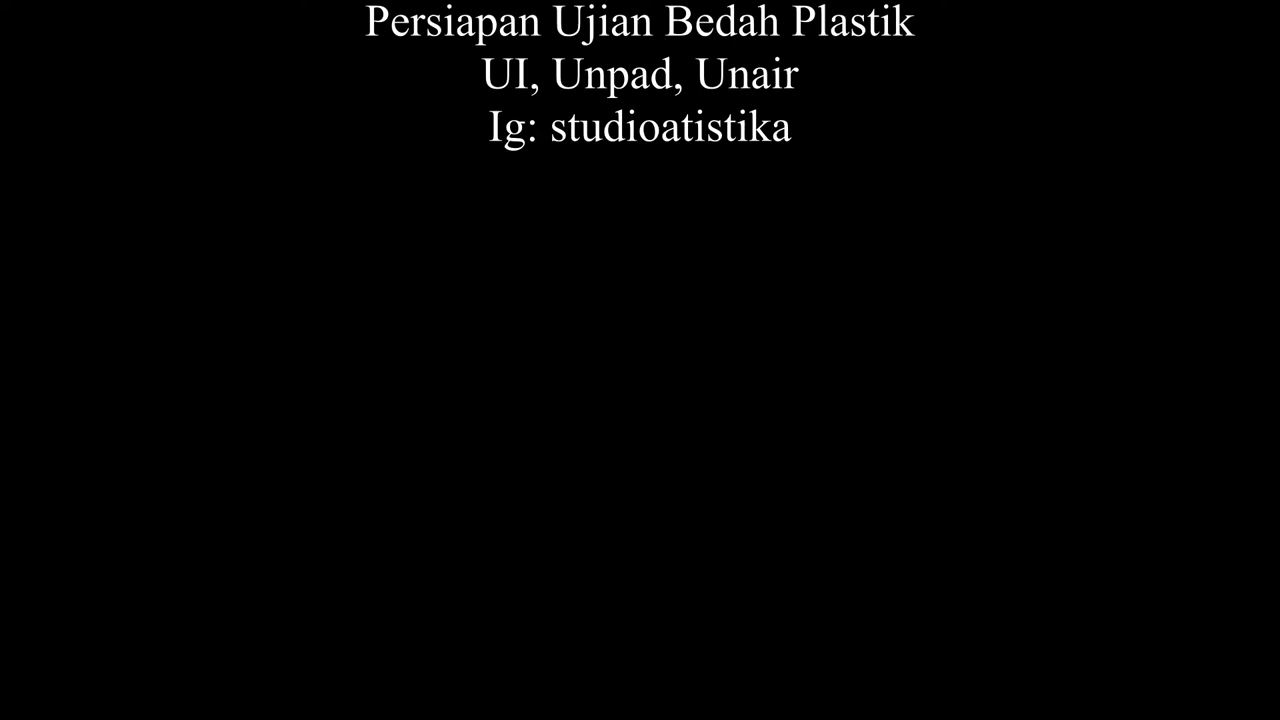 Persiapan Ujian Bedah Plastik
UI, Unpad, Unair
Ig: studioatistika